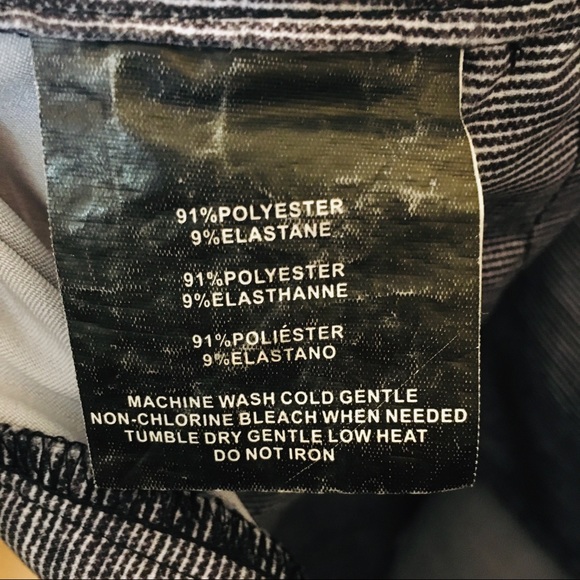 91%POLYESTER
9%ELASTANE
91%POLYESTER
9%ELASTHANNE
91%POLIÉSTER
9%ELASTANO
MACHINE WASH COLD GENTLE
NON-CHLORINE BLEACH WHEN NEEDED
TUMBLE DRY GENTLE LOW HEAT
DO NOT IRON